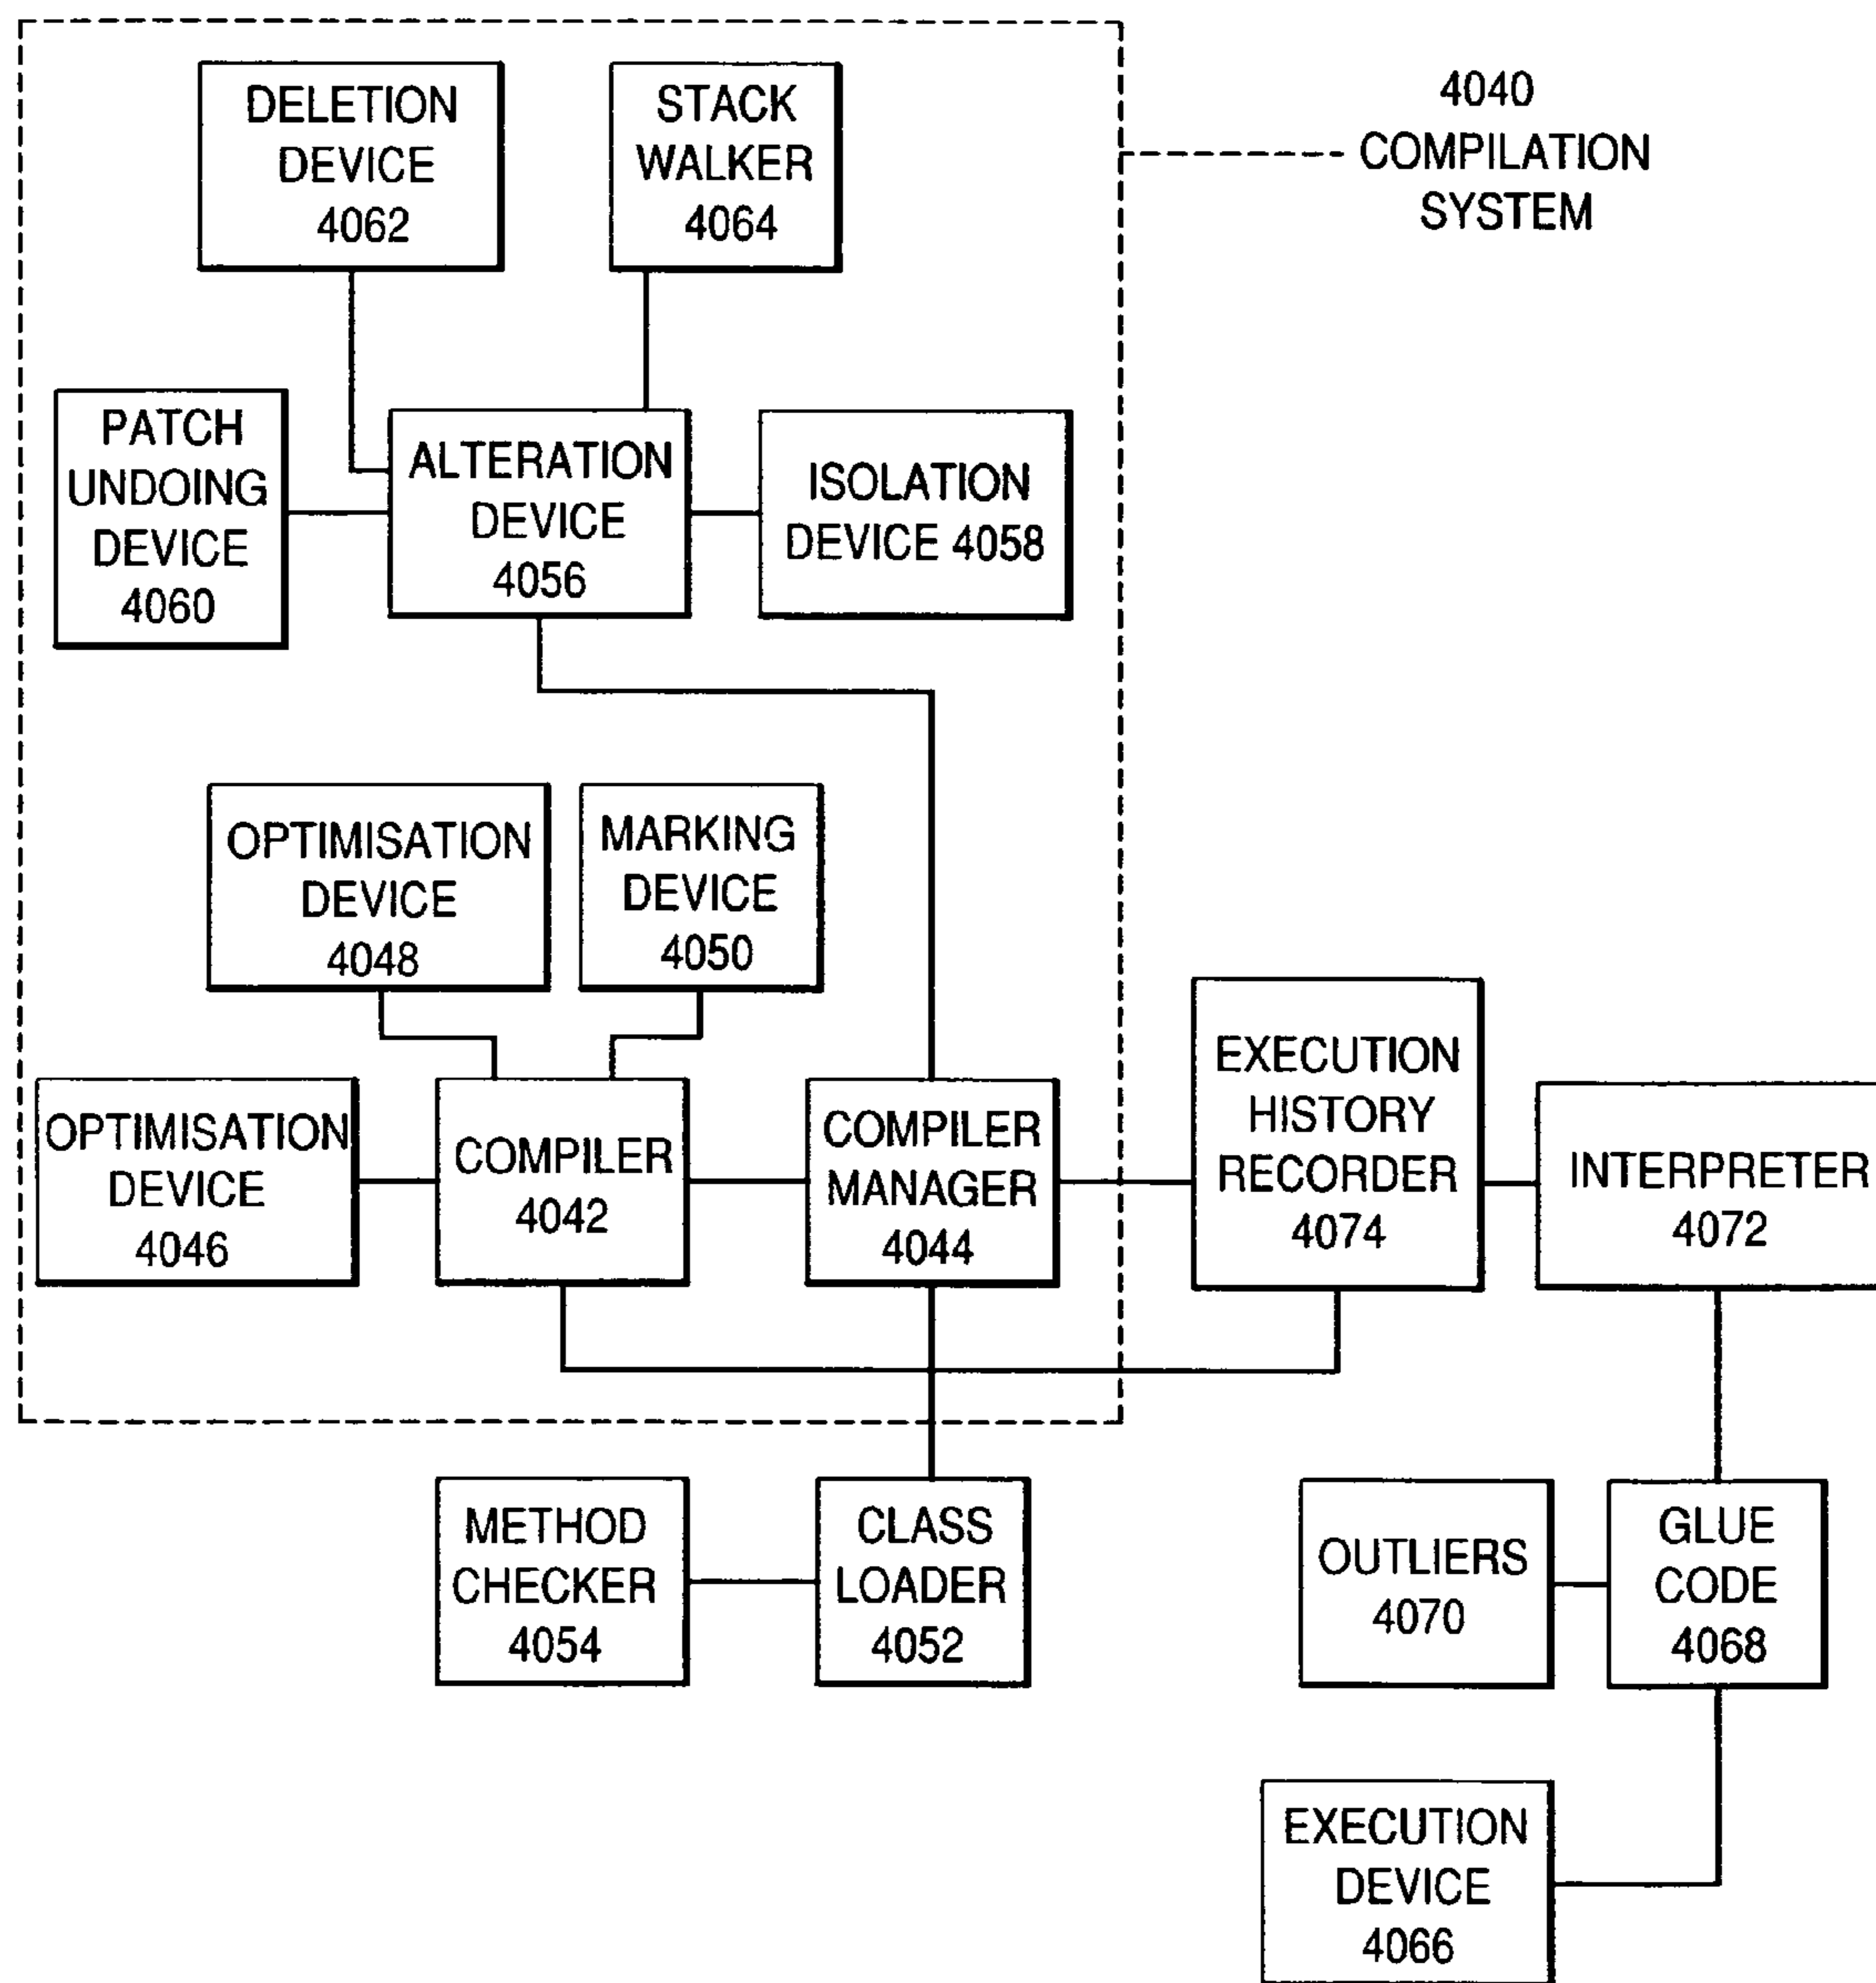 DELETION
DEVICE
4062
STACK
WALKER
4064
4040
COMPILATION
SYSTEM
PATCH
UNDOING
DEVICE
4060
ALTERATION
DEVICE
4056
ISOLATION
DEVICE 4058
OPTIMISATION
DEVICE
4048
MARKING
DEVICE
4050
OPTIMISATION
DEVICE
4046
COMPILER
4042
COMPILER
MANAGER
4044
EXECUTION
HISTORY
RECORDER
4074
INTERPRETER
4072
METHOD
CHECKER
4054
CLASS
LOADER
4052
OUTLIERS
4070
GLUE
CODE
4068
EXECUTION
DEVICE
4066